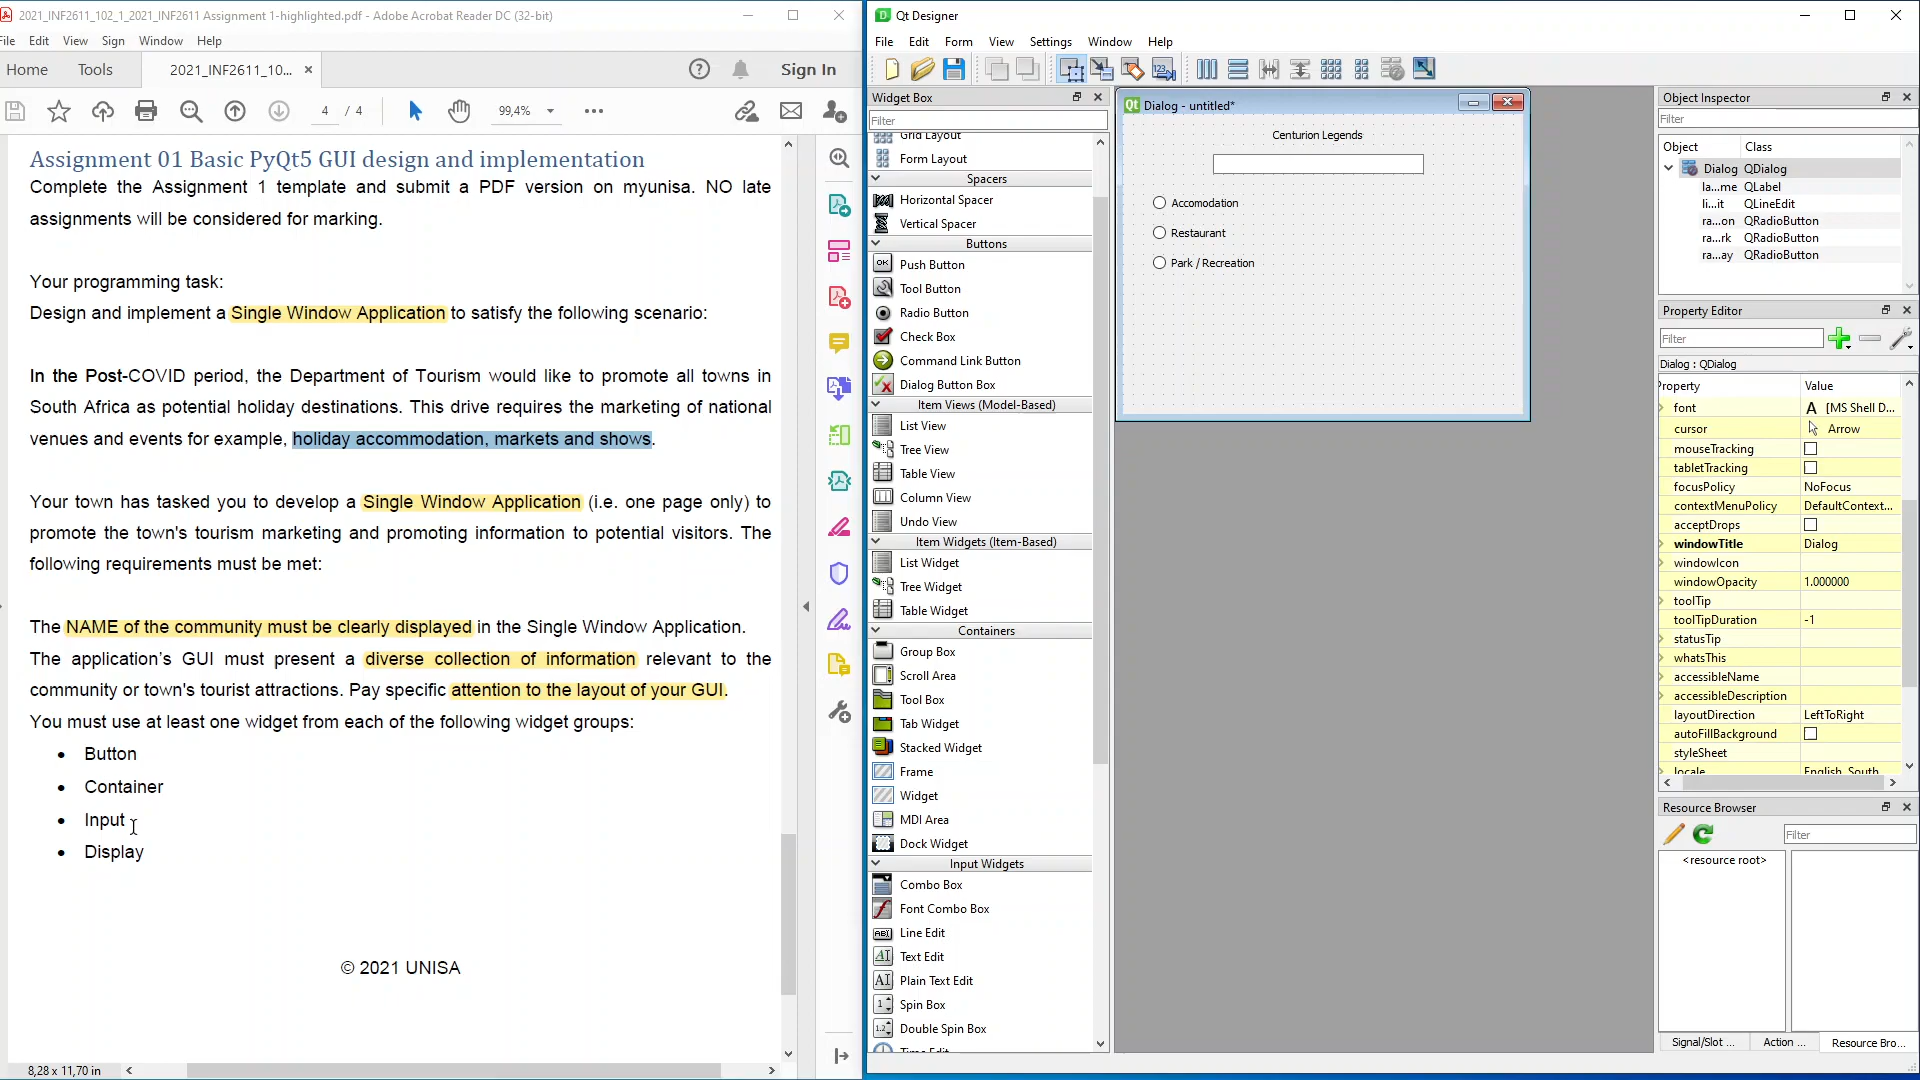 2021_INF2611_102_1_2021_INF2611 Assignment 1-highlighted.pdf - Adobe Acrobat Reader DC (32-bit)
File Edit View Sign Window Help
Home Tools 2021_INF2611_10... × Sign In
4 / 4 99,4%
Assignment 01 Basic PyQt5 GUI design and implementation
Complete the Assignment 1 template and submit a PDF version on myunisa. NO late
assignments will be considered for marking.
Your programming task:
Design and implement a Single Window Application to satisfy the following scenario:
In the Post-COVID period, the Department of Tourism would like to promote all towns in
South Africa as potential holiday destinations. This drive requires the marketing of national
venues and events for example, holiday accommodation, markets and shows.
Your town has tasked you to develop a Single Window Application (i.e. one page only) to
promote the town's tourism marketing and promoting information to potential visitors. The
following requirements must be met:
The NAME of the community must be clearly displayed in the Single Window Application.
The application's GUI must present a diverse collection of information relevant to the
community or town's tourist attractions. Pay specific attention to the layout of your GUI.
You must use at least one widget from each of the following widget groups:
• Button
• Container
• Input
• Display
© 2021 UNISA
8,28 x 11,70 in
Qt Designer
File Edit Form View Settings Window Help
Widget Box
Filter
Grid Layout
Form Layout
Spacers
Horizontal Spacer
Vertical Spacer
Buttons
Push Button
Tool Button
Radio Button
Check Box
Command Link Button
Dialog Button Box
Item Views (Model-Based)
List View
Tree View
Table View
Column View
Undo View
Item Widgets (Item-Based)
List Widget
Tree Widget
Table Widget
Containers
Group Box
Scroll Area
Tool Box
Tab Widget
Stacked Widget
Frame
Widget
MDI Area
Dock Widget
Input Widgets
Combo Box
Font Combo Box
Line Edit
Text Edit
Plain Text Edit
Spin Box
Double Spin Box
Time Edit
Dialog - untitled*
Centurion Legends
Accomodation
Restaurant
Park / Recreation
Object Inspector
Filter
Object Class
Dialog QDialog
la...me QLabel
li...it QLineEdit
ra...on QRadioButton
ra...rk QRadioButton
ra...ay QRadioButton
Property Editor
Filter
Dialog : QDialog
Property Value
font A [MS Shell D...
cursor Arrow
mouseTracking
tabletTracking
focusPolicy NoFocus
contextMenuPolicy DefaultContext...
acceptDrops
windowTitle Dialog
windowIcon
windowOpacity 1.000000
toolTip
toolTipDuration -1
statusTip
whatsThis
accessibleName
accessibleDescription
layoutDirection LeftToRight
autoFillBackground
styleSheet
locale English, South
Resource Browser
Filter
<resource root>
Signal/Slot ... Action ... Resource Bro...